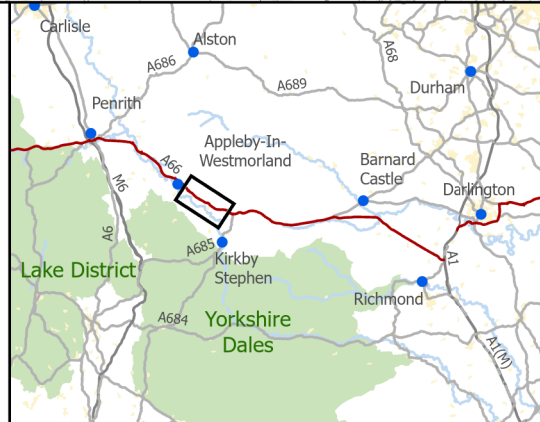 Carlisle
Alston
A686
A68
A689
Durham
Penrith
Appleby-In-
Westmorland
A66
Barnard
Castle
Darlington
M6
A6
A685
Kirkby
Stephen
A1
Lake District
Richmond
Yorkshire
Dales
A684
A1(M)